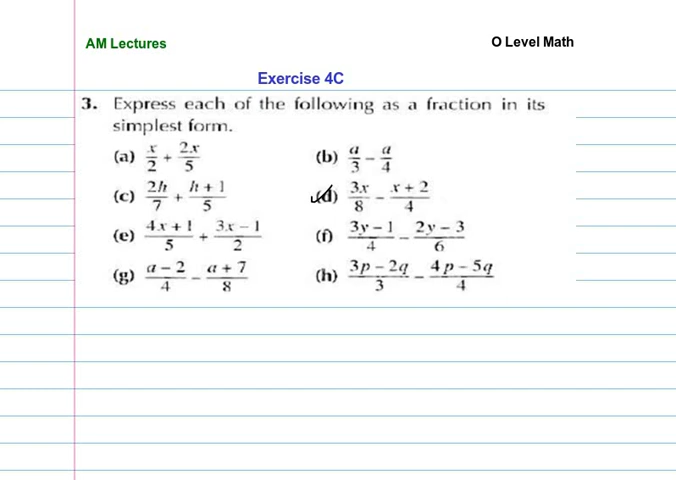 AM Lectures
O Level Math
Exercise 4C
3. Express each of the following as a fraction in its
simplest form.
(a) x/2 + 2x/5 (b) a/3 − a/4
(c) 2h/7 + (h + 1)/5 (d) 3x/8 − (x + 2)/4
(e) (4x + 1)/5 + (3x − 1)/2 (f) (3y − 1)/4 − (2y − 3)/6
(g) (a − 2)/4 − (a + 7)/8 (h) (3p − 2q)/3 − (4p − 5q)/4